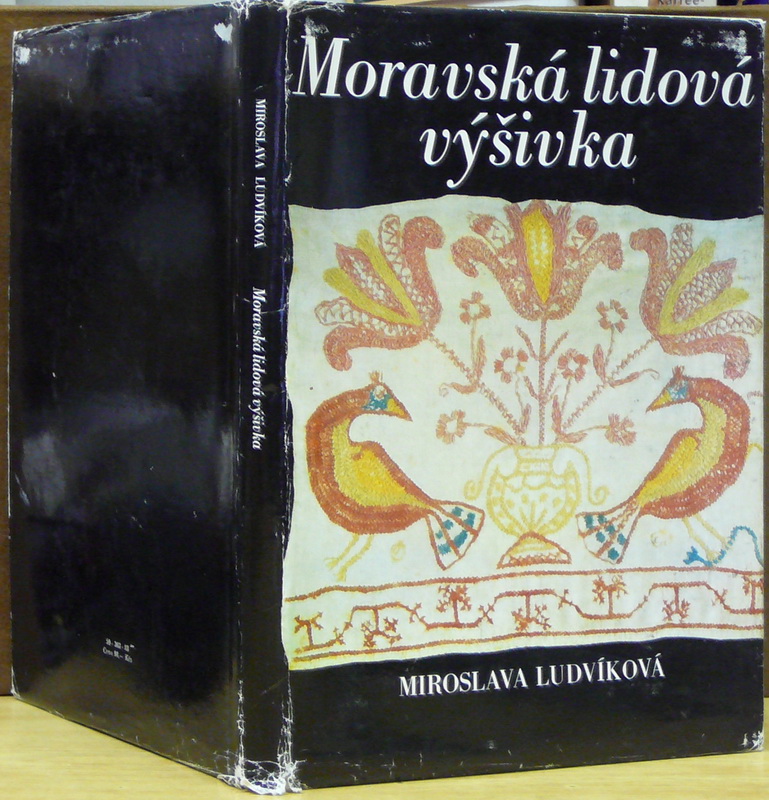 Moravská lidová
výšivka
MIROSLAVA LUDVÍKOVÁ
MIROSLAVA LUDVÍKOVÁ
Moravská lidová výšivka